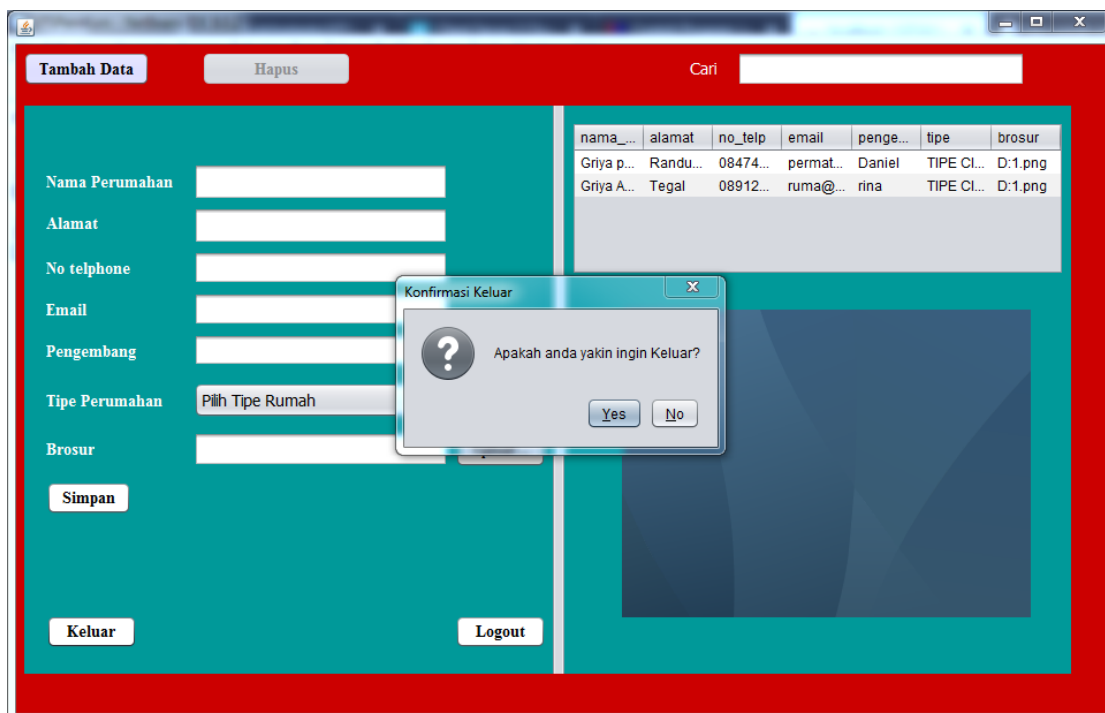 Tambah Data Hapus Cari
nama_... alamat no_telp email penge... tipe brosur
Griya p... Randu... 08474... permat... Daniel TIPE CI... D:1.png
Griya A... Tegal 08912... ruma@... rina TIPE CI... D:1.png
Nama Perumahan
Alamat
No telphone
Email
Pengembang
Tipe Perumahan Pilih Tipe Rumah
Brosur
Simpan
Keluar Logout
Konfirmasi Keluar
Apakah anda yakin ingin Keluar?
Yes No